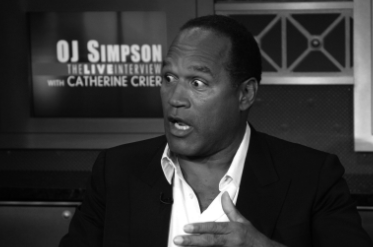 OJ SIMPSON
THE LIVE INTERVIEW
WITH CATHERINE CRIER